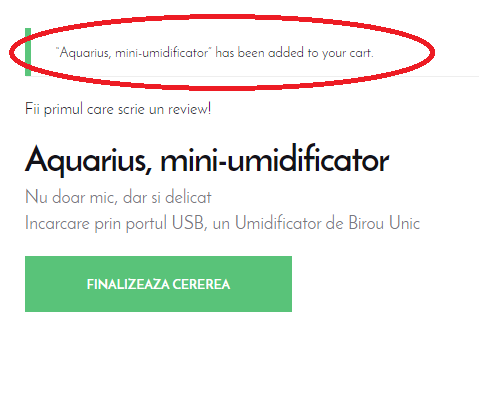 “Aquarius, mini-umidificator” has been added to your cart.
Fii primul care scrie un review!
Aquarius, mini-umidificator
Nu doar mic, dar si delicat
Incarcare prin portul USB, un Umidificator de Birou Unic
FINALIZEAZA CEREREA